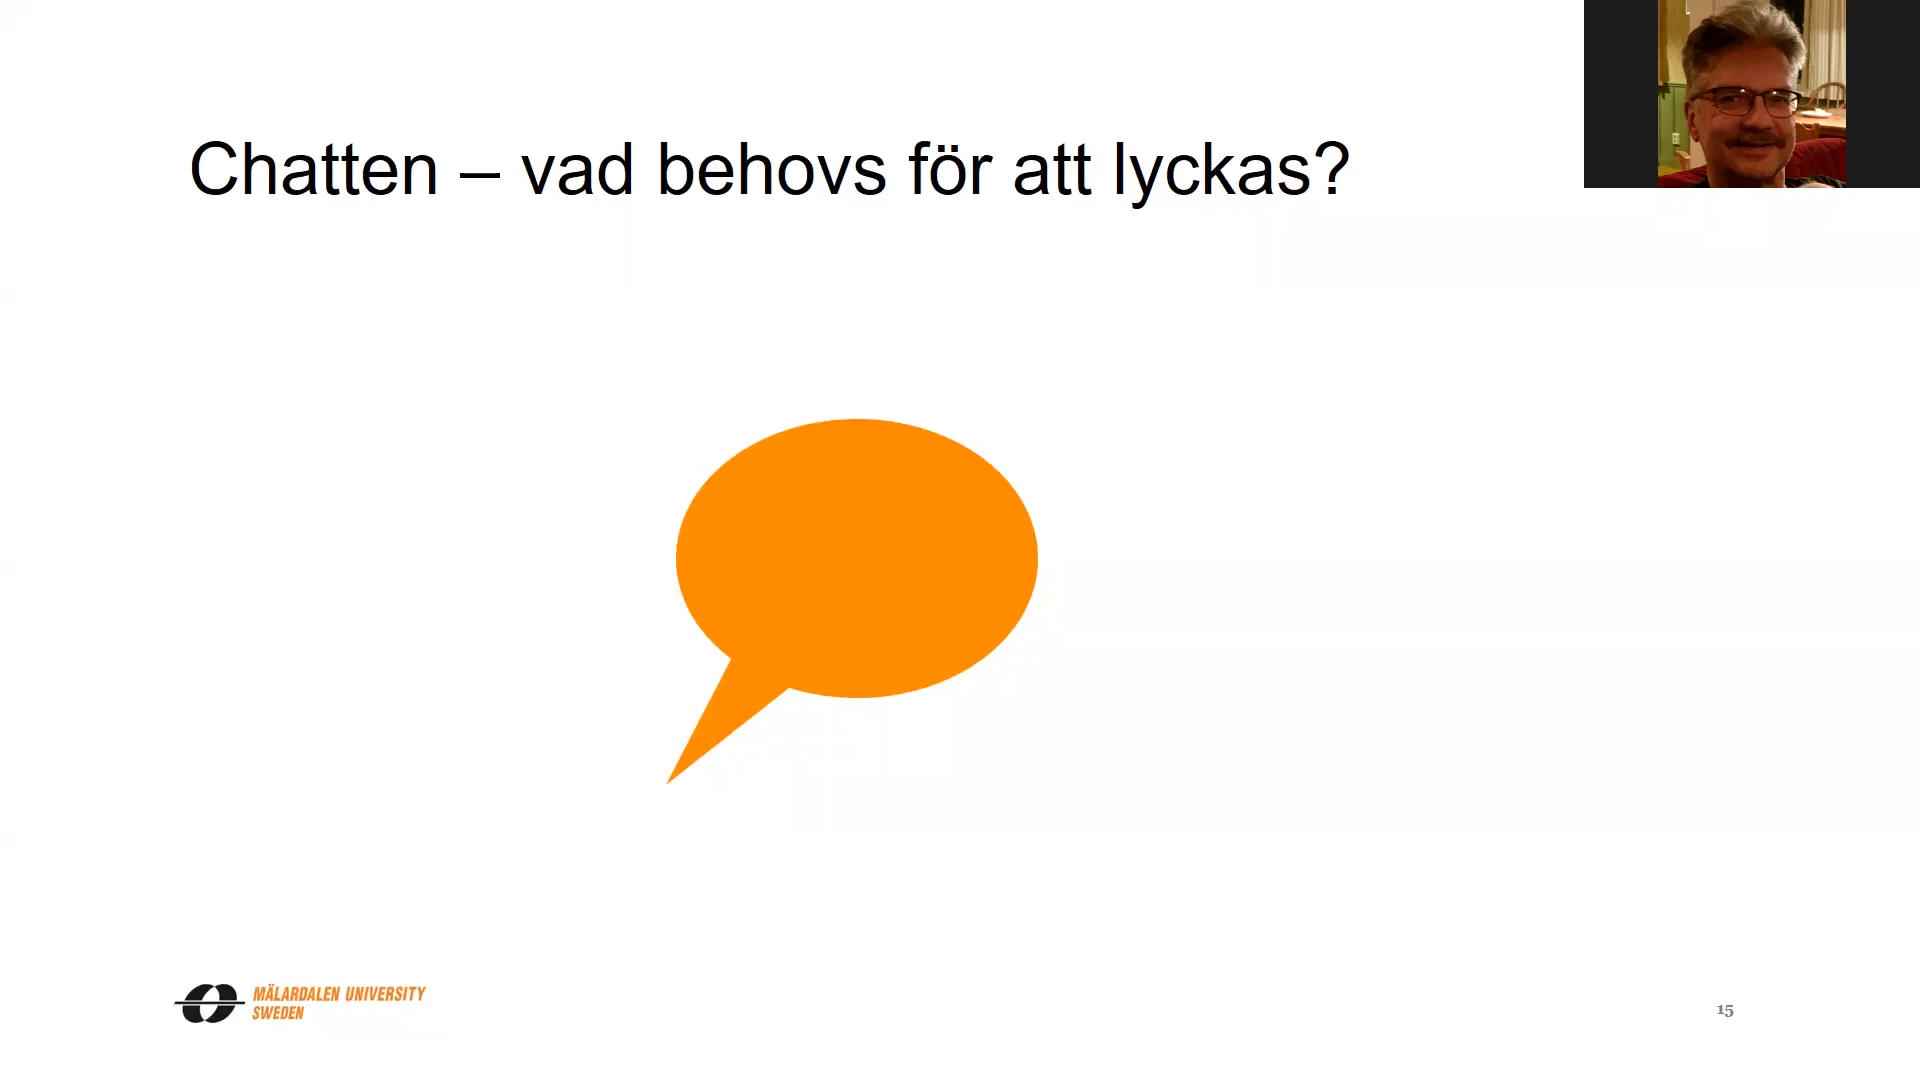 Chatten – vad behovs för att lyckas?
MÄLARDALEN UNIVERSITY
SWEDEN
15